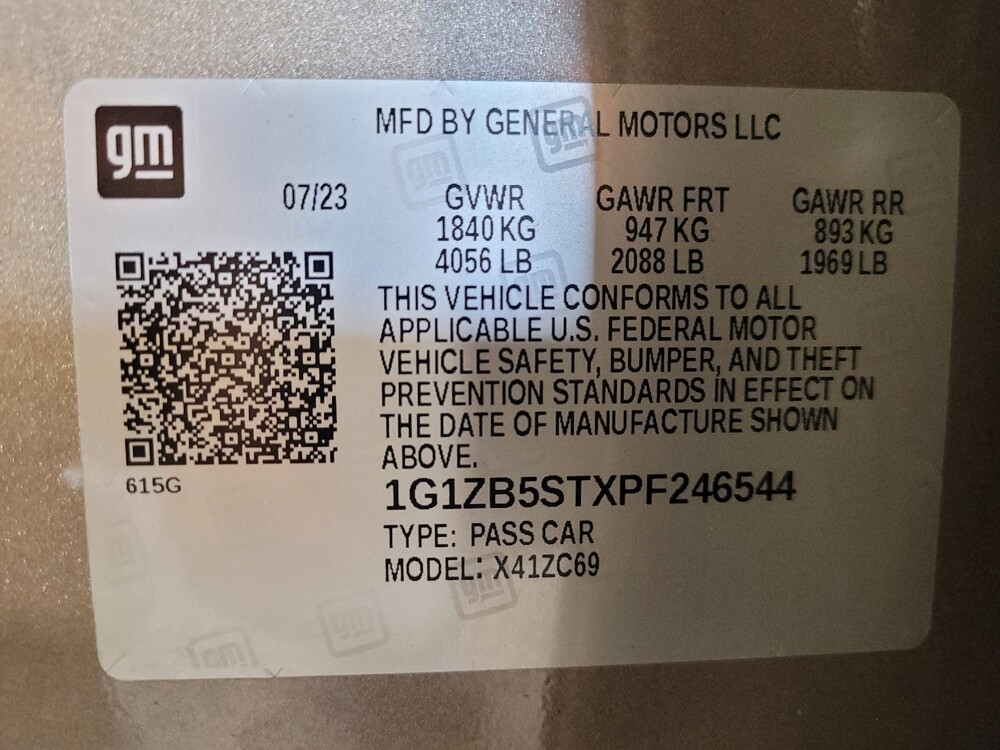 gm
MFD BY GENERAL MOTORS LLC
07/23 GVWR GAWR FRT GAWR RR
1840 KG 947 KG 893 KG
4056 LB 2088 LB 1969 LB
THIS VEHICLE CONFORMS TO ALL
APPLICABLE U.S. FEDERAL MOTOR
VEHICLE SAFETY, BUMPER, AND THEFT
PREVENTION STANDARDS IN EFFECT ON
THE DATE OF MANUFACTURE SHOWN
ABOVE.
615G
1G1ZB5STXPF246544
TYPE: PASS CAR
MODEL: X41ZC69